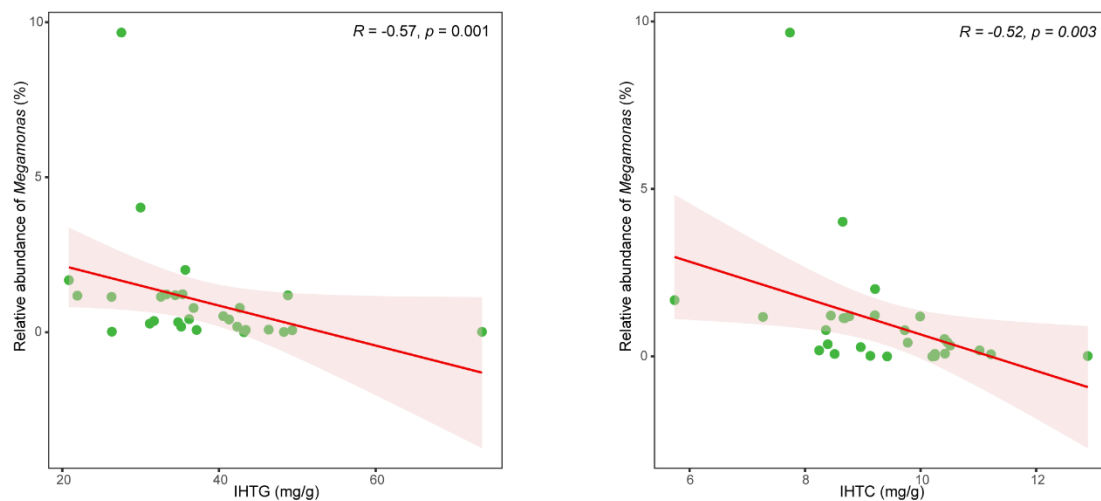 10
R = -0.57, p = 0.001
5
0
Relative abundance of Megamonas (%)
20
40
60
IHTG (mg/g)
10
R = -0.52, p = 0.003
5
0
Relative abundance of Megamonas (%)
6
8
10
12
IHTC (mg/g)